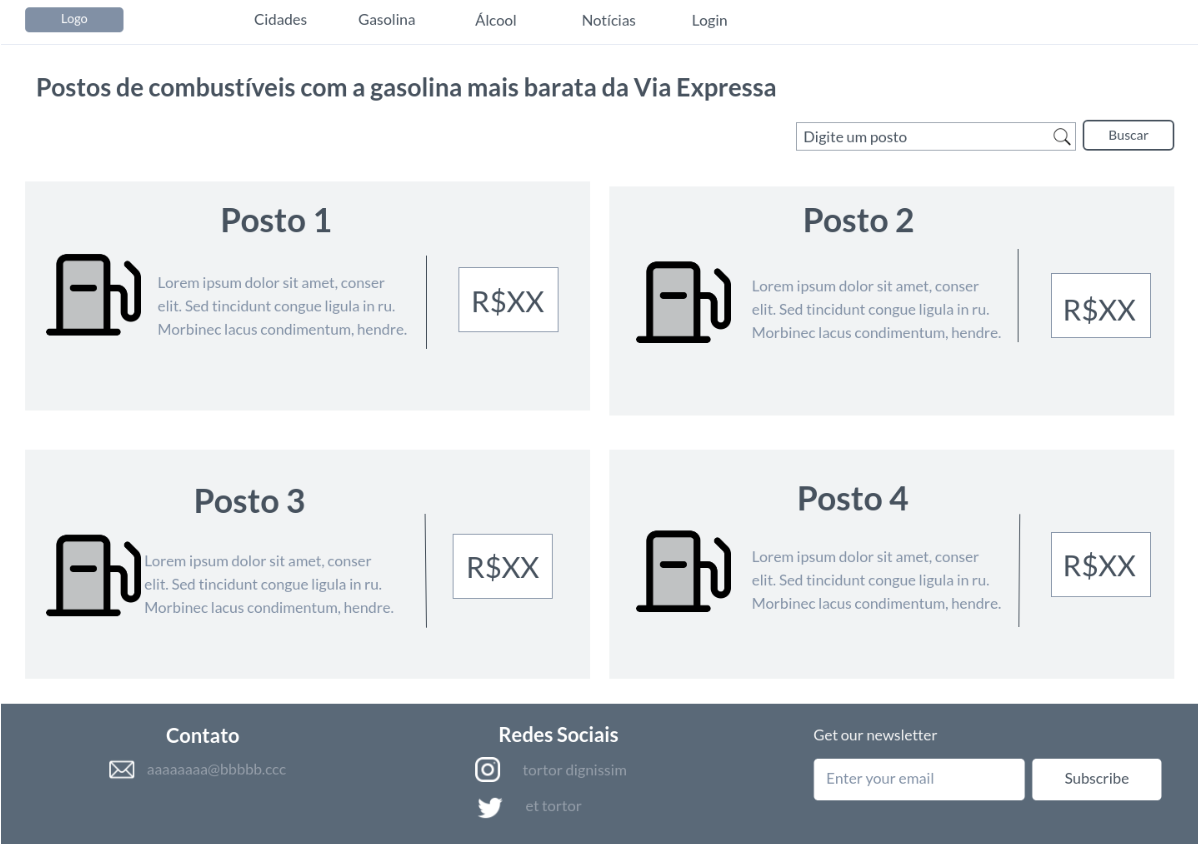 Logo
Cidades
Gasolina
Álcool
Notícias
Login
Postos de combustíveis com a gasolina mais barata da Via Expressa
Digite um posto
Buscar
Posto 1
Lorem ipsum dolor sit amet, conser
elit. Sed tincidunt congue ligula in ru.
Morbinec lacus condimentum, hendre.
R$XX
Posto 2
Lorem ipsum dolor sit amet, conser
elit. Sed tincidunt congue ligula in ru.
Morbinec lacus condimentum, hendre.
R$XX
Posto 3
Lorem ipsum dolor sit amet, conser
elit. Sed tincidunt congue ligula in ru.
Morbinec lacus condimentum, hendre.
R$XX
Posto 4
Lorem ipsum dolor sit amet, conser
elit. Sed tincidunt congue ligula in ru.
Morbinec lacus condimentum, hendre.
R$XX
Contato
aaaaaaaa@bbbbb.ccc
Redes Sociais
tortor dignissim
et tortor
Get our newsletter
Enter your email
Subscribe